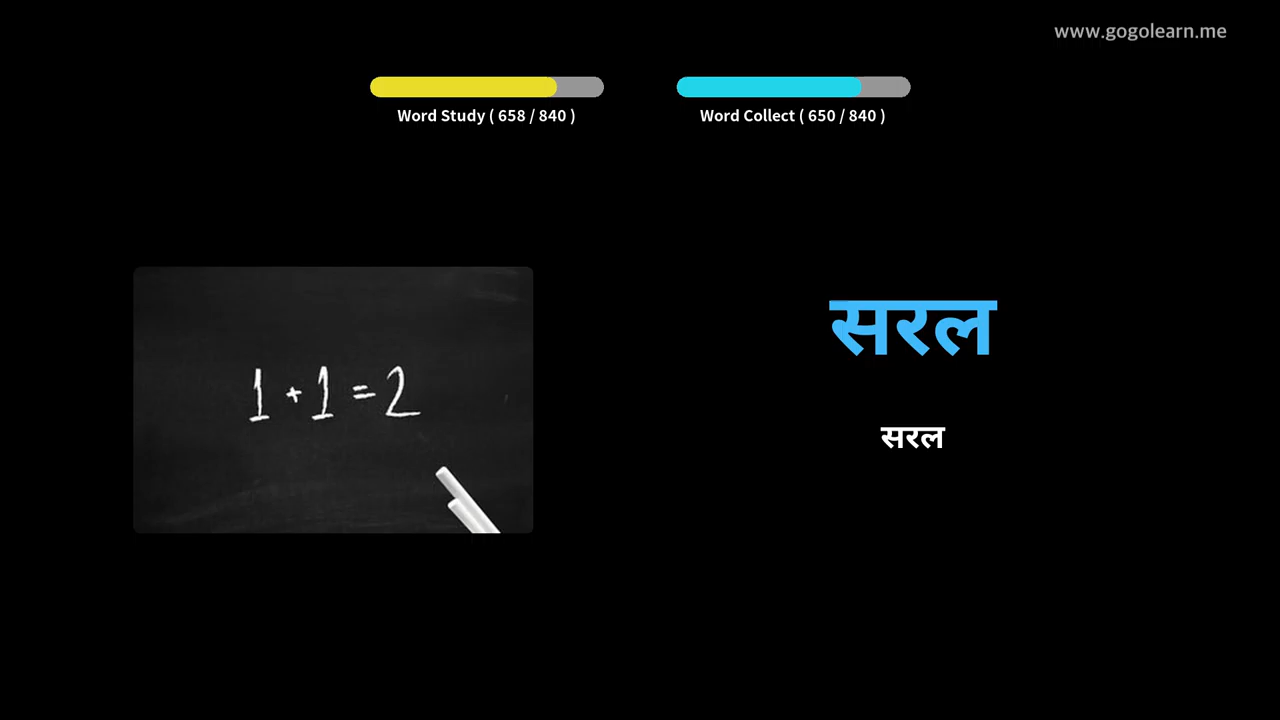 www.gogolearn.me
Word Study ( 658 / 840 )
Word Collect ( 650 / 840 )
1 + 1 = 2
सरल
सरल